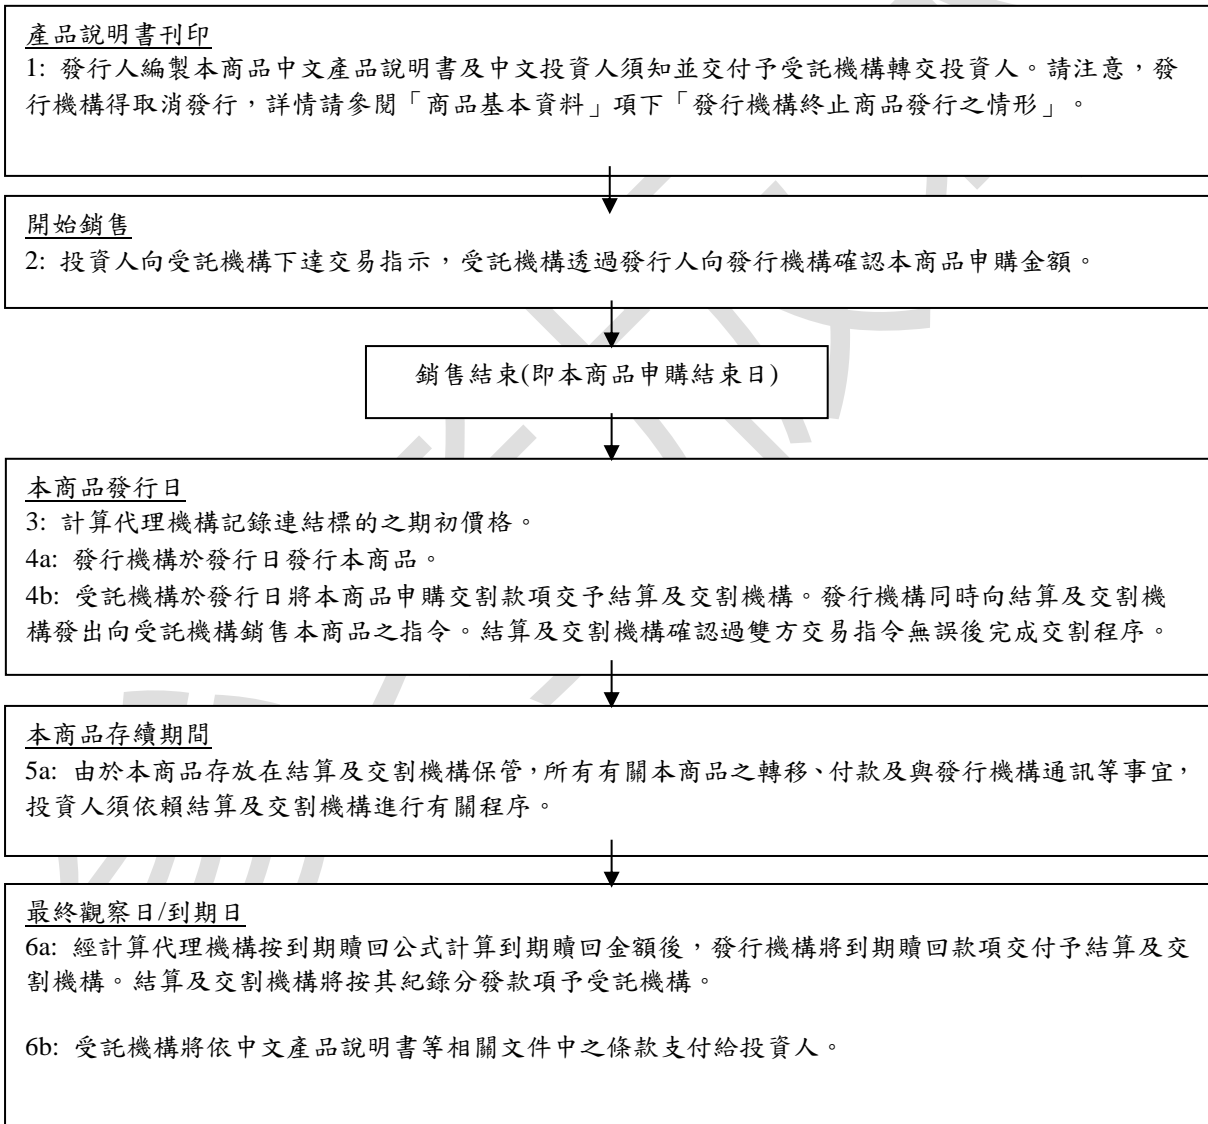 產品說明書刊印
1: 發行人編製本商品中文產品說明書及中文投資人須知並交付予受託機構轉交投資人。請注意，發
行機構得取消發行，詳情請參閱「商品基本資料」項下「發行機構終止商品發行之情形」。
開始銷售
2: 投資人向受託機構下達交易指示，受託機構透過發行人向發行機構確認本商品申購金額。
銷售結束(即本商品申購結束日)
本商品發行日
3: 計算代理機構記錄連結標的之期初價格。
4a: 發行機構於發行日發行本商品。
4b: 受託機構於發行日將本商品申購交割款項交予結算及交割機構。發行機構同時向結算及交割機
構發出向受託機構銷售本商品之指令。結算及交割機構確認過雙方交易指令無誤後完成交割程序。
本商品存續期間
5a: 由於本商品存放在結算及交割機構保管，所有有關本商品之轉移、付款及與發行機構通訊等事宜，
投資人須依賴結算及交割機構進行有關程序。
最終觀察日/到期日
6a: 經計算代理機構按到期贖回公式計算到期贖回金額後，發行機構將到期贖回款項交付予結算及交
割機構。結算及交割機構將按其紀錄分發款項予受託機構。
6b: 受託機構將依中文產品說明書等相關文件中之條款支付給投資人。